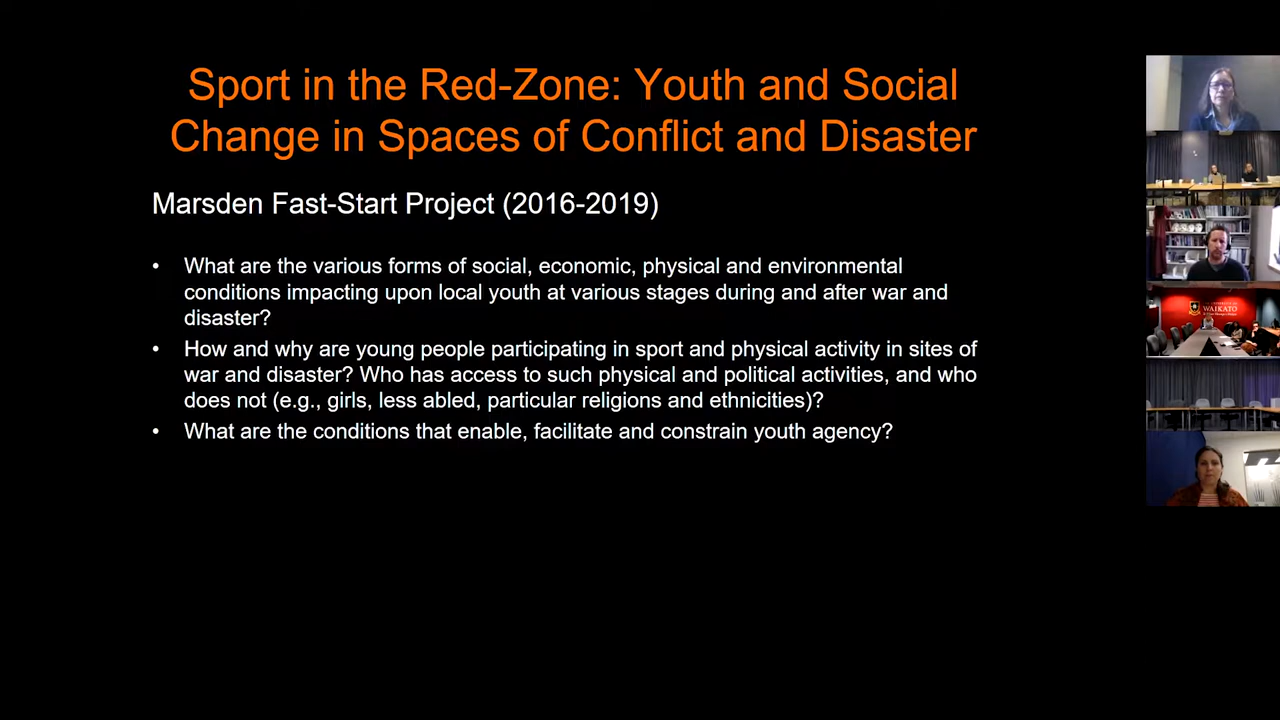 Sport in the Red-Zone: Youth and Social
Change in Spaces of Conflict and Disaster
Marsden Fast-Start Project (2016-2019)
• What are the various forms of social, economic, physical and environmental
conditions impacting upon local youth at various stages during and after war and
disaster?
• How and why are young people participating in sport and physical activity in sites of
war and disaster? Who has access to such physical and political activities, and who
does not (e.g., girls, less abled, particular religions and ethnicities)?
• What are the conditions that enable, facilitate and constrain youth agency?
WAIKATO